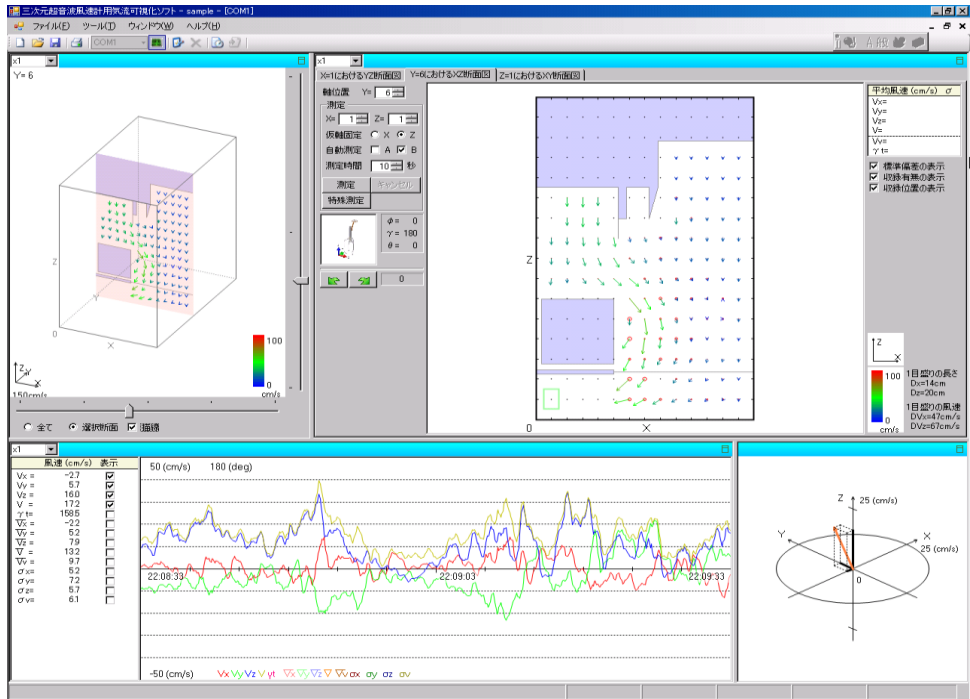 三次元超音波風速計用気流可視化ソフト - sample - [COM1]
ファイル(F) ツール(T) ウィンドウ(W) ヘルプ(H)
COM1
A 般
x1
Y= 6
Z
Y
0
X
Z
Y
X
150cm/s
100
0
cm/s
全て 選択断面 描線
x1
X=1におけるYZ断面図 Y=6におけるXZ断面図 Z=1におけるXY断面図
軸位置 Y= 6
測定
X= 1 Z= 1
仮軸固定 X Z
自動測定 A B
測定時間 10 秒
測定 キャンセル
特殊測定
φ= 0
γ= 180
θ= 0
0
Z
0
X
平均風速 (cm/s) σ
Vx=
Vy=
Vz=
V=
Vv=
γt=
標準偏差の表示
収録有無の表示
収録位置の表示
Z
X
100
0
cm/s
1目盛りの長さ
Dx=14cm
Dz=20cm
1目盛りの風速
DVx=47cm/s
DVz=67cm/s
x1
風速 (cm/s) 表示
Vx = -2.7
Vy = 5.7
Vz = 16.0
V = 17.2
γt= 158.5
V̅x = -2.2
V̅y = 5.2
V̅z = 7.9
V̅ = 13.2
V̅v = 9.7
σx= 5.2
σy= 7.2
σz= 5.7
σv= 6.1
50 (cm/s) 180 (deg)
22:08:33 22:09:03 22:09:33
-50 (cm/s) Vx Vy Vz V γt V̅x V̅y V̅z V̅ V̅v σx σy σz σv
Z 25 (cm/s)
Y
X
25 (cm/s)
0